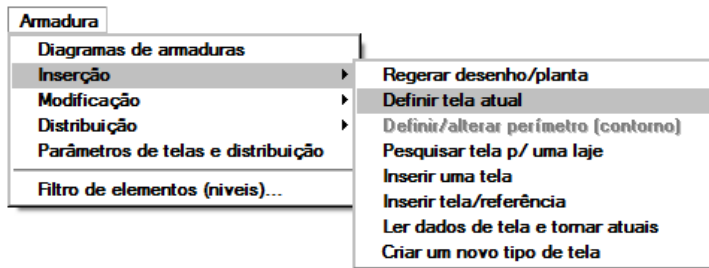 Armadura
Diagramas de armaduras
Inserção
Modificação
Distribuição
Parâmetros de telas e distribuição
Filtro de elementos (niveis)...
Regerar desenho/planta
Definir tela atual
Definir/alterar perímetro (contorno)
Pesquisar tela p/ uma laje
Inserir uma tela
Inserir tela/referência
Ler dados de tela e tornar atuais
Criar um novo tipo de tela